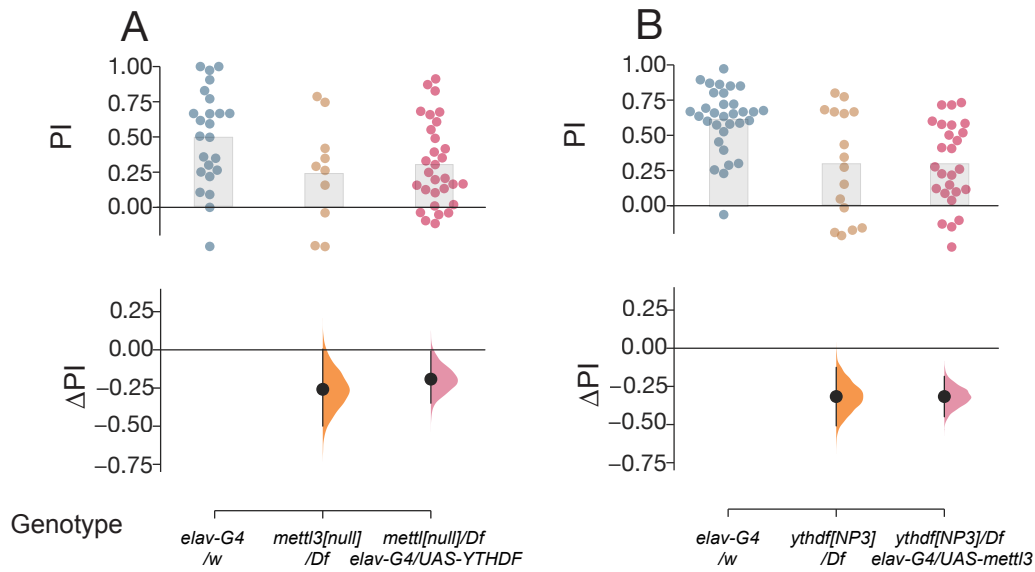 A
B
PI
1.00
0.75
0.50
0.25
0.00
PI
1.00
0.75
0.50
0.25
0.00
ΔPI
0.25
0.00
−0.25
−0.50
−0.75
ΔPI
0.25
0.00
−0.25
−0.50
−0.75
Genotype
elav-G4
/w
mettl3[null]
/Df
mettl[null]/Df
elav-G4/UAS-YTHDF
elav-G4
/w
ythdf[NP3]
/Df
ythdf[NP3]/Df
elav-G4/UAS-mettl3